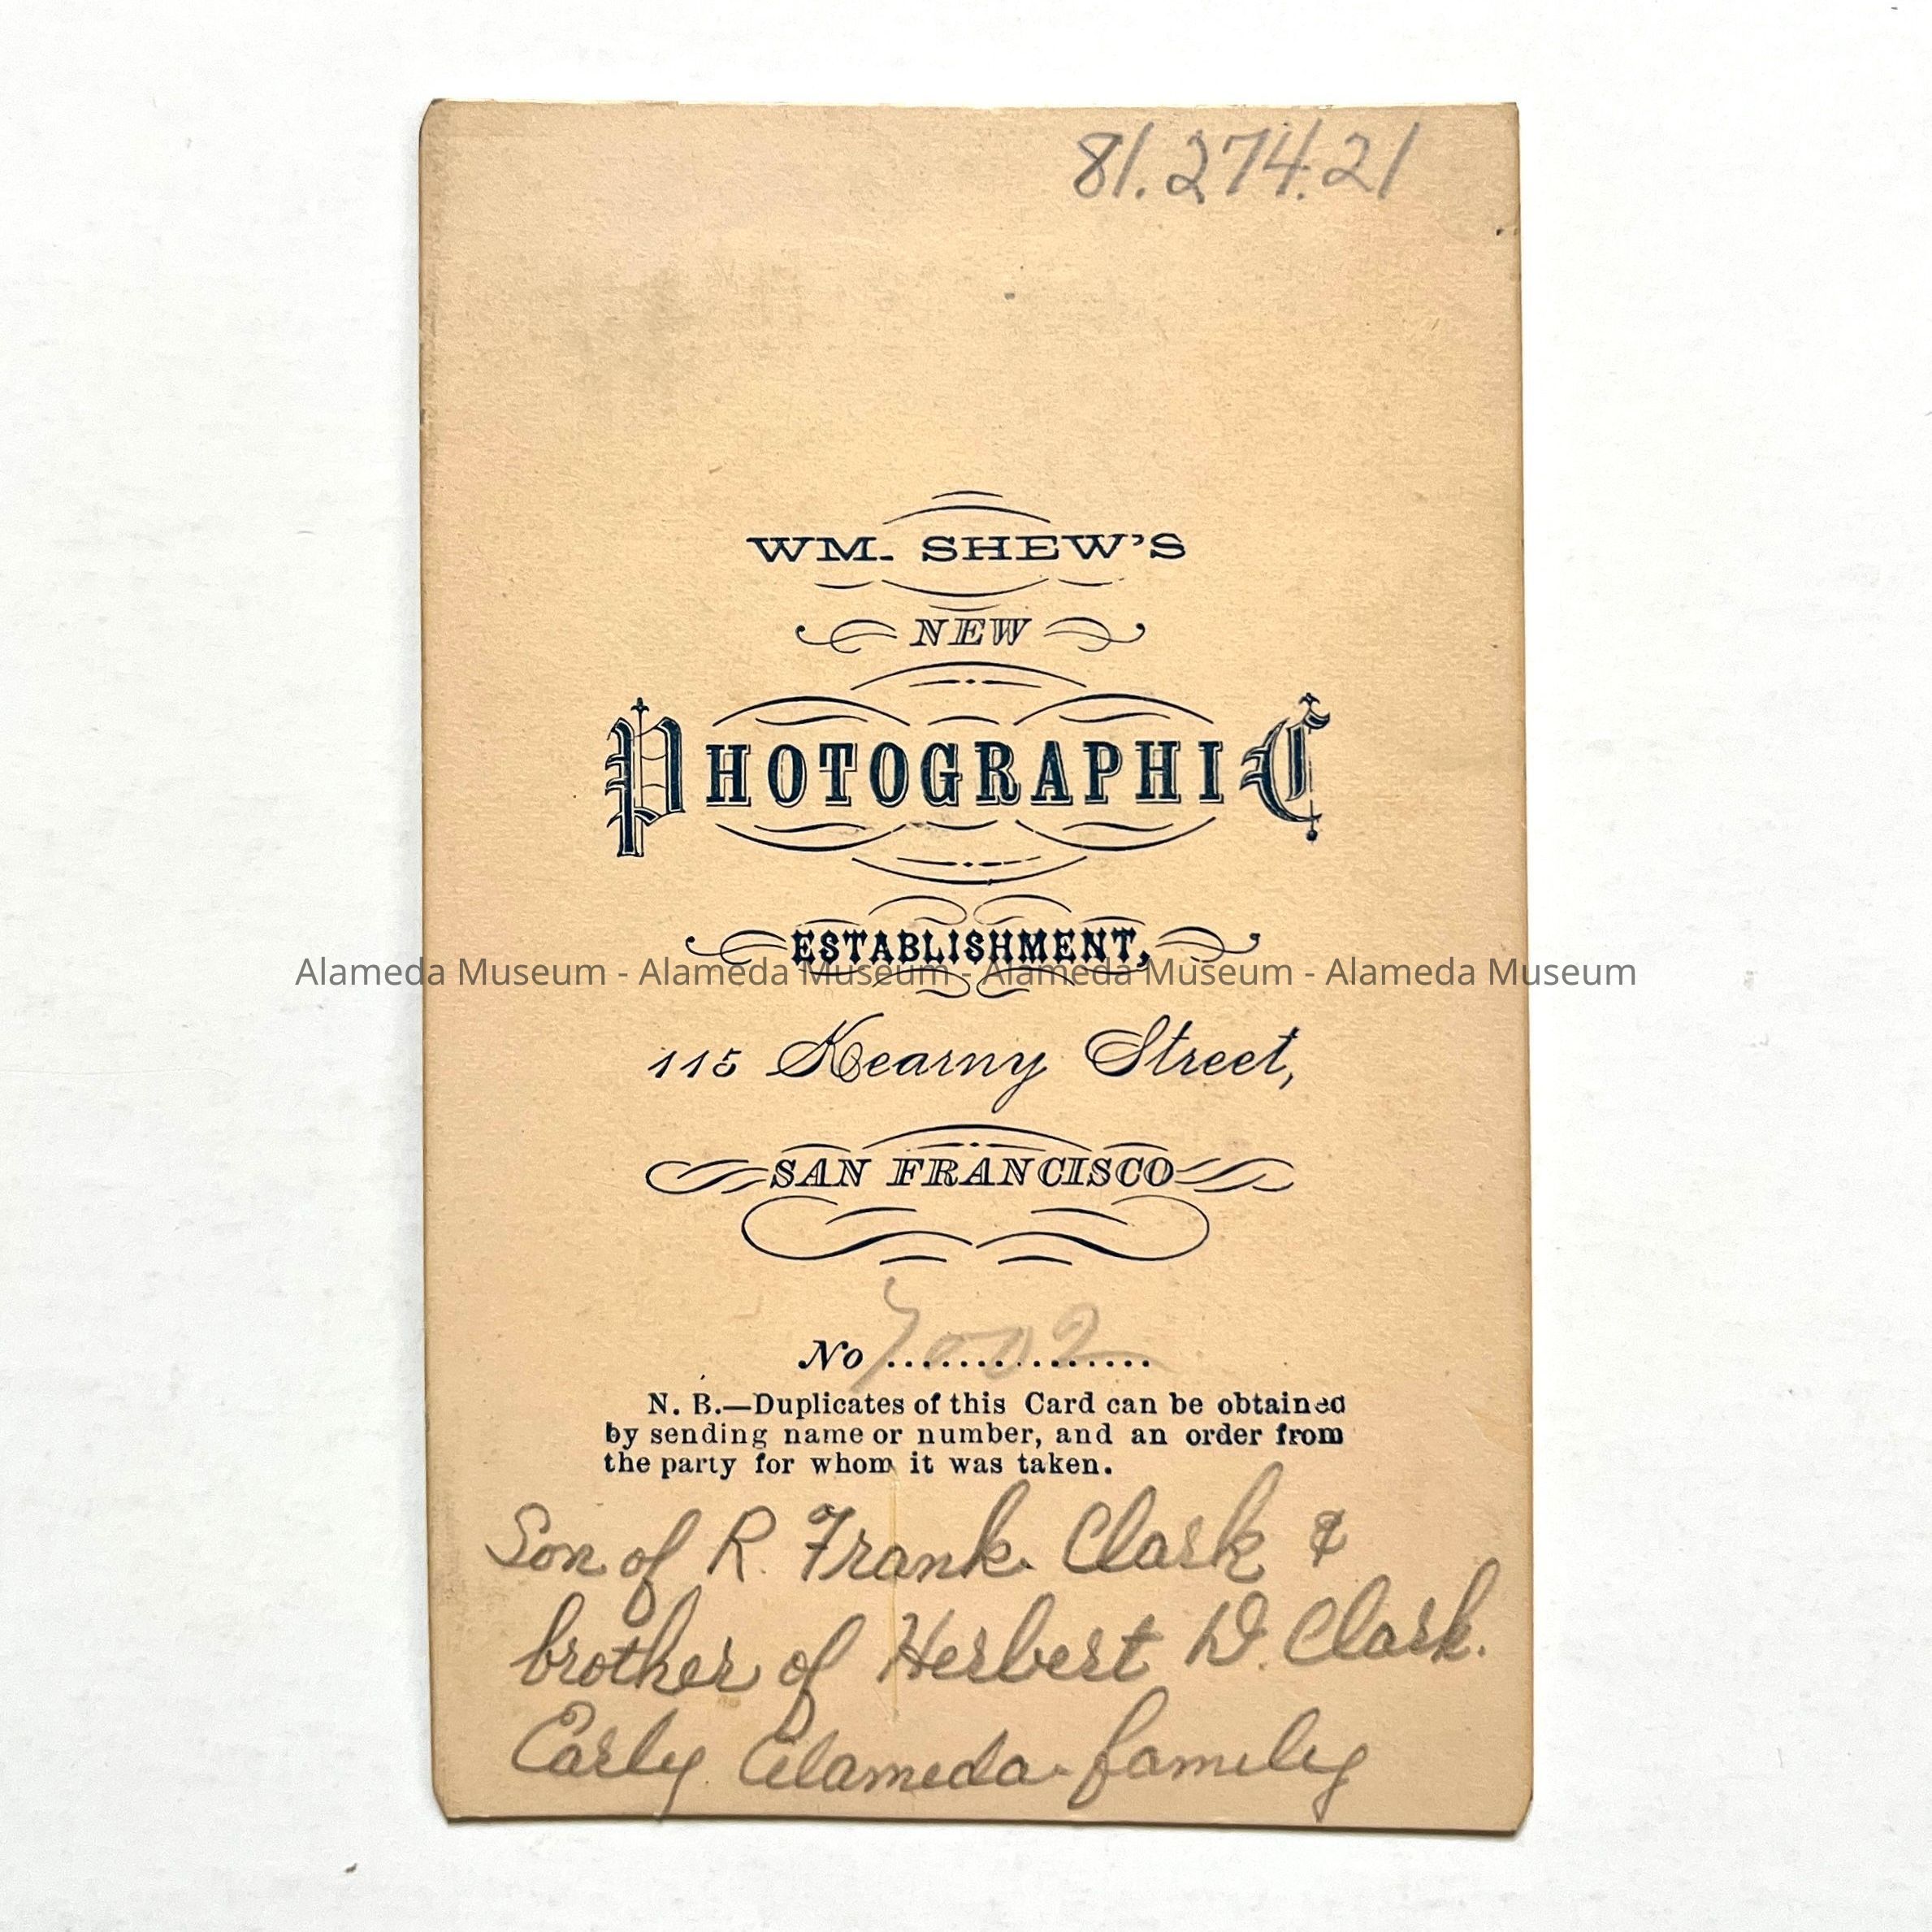 81.274.21
WM. SHEW'S
NEW
PHOTOGRAPHIC
ESTABLISHMENT,
Alameda Museum - Alameda Museum - Alameda Museum - Alameda Museum
115 Kearny Street,
SAN FRANCISCO
No 7002
N. B.—Duplicates of this Card can be obtained
by sending name or number, and an order from
the party for whom it was taken.
Son of R. Frank Clark &
brother of Herbert D. Clark.
Early Alameda family